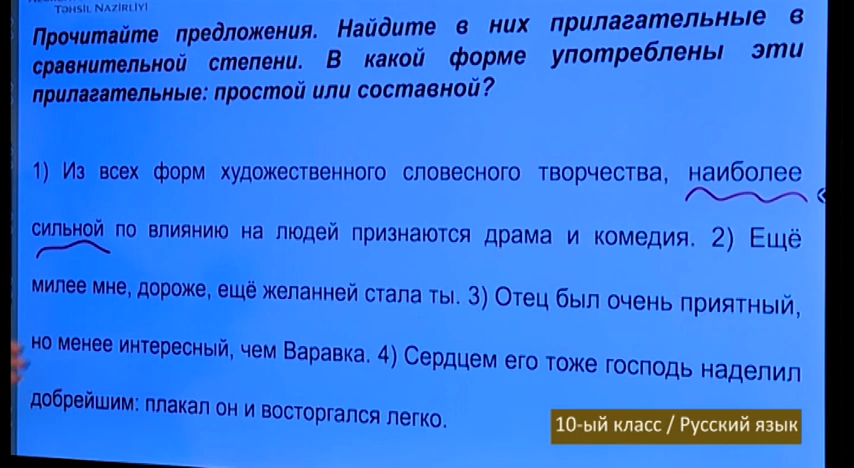 TƏHSİL NAZİRLİYİ
Прочитайте предложения. Найдите в них прилагательные в
сравнительной степени. В какой форме употреблены эти
прилагательные: простой или составной?
1) Из всех форм художественного словесного творчества, наиболее
сильной по влиянию на людей признаются драма и комедия. 2) Ещё
милее мне, дороже, ещё желанней стала ты. 3) Отец был очень приятный,
но менее интересный, чем Варавка. 4) Сердцем его тоже господь наделил
добрейшим: плакал он и восторгался легко.
10-ый класс / Русский язык